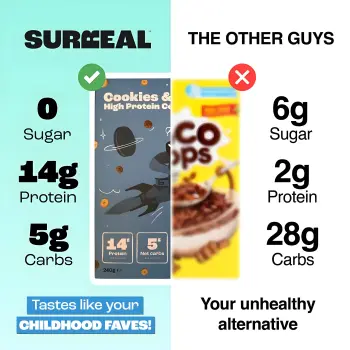 SURREAL
THE OTHER GUYS
Cookies &
High Protein Co
CO
OPS
0
Sugar
14g
Protein
5g
Carbs
6g
Sugar
2g
Protein
28g
Carbs
14g
Protein
5g
Net carbs
240g e
Tastes like your
CHILDHOOD FAVES!
Your unhealthy
alternative